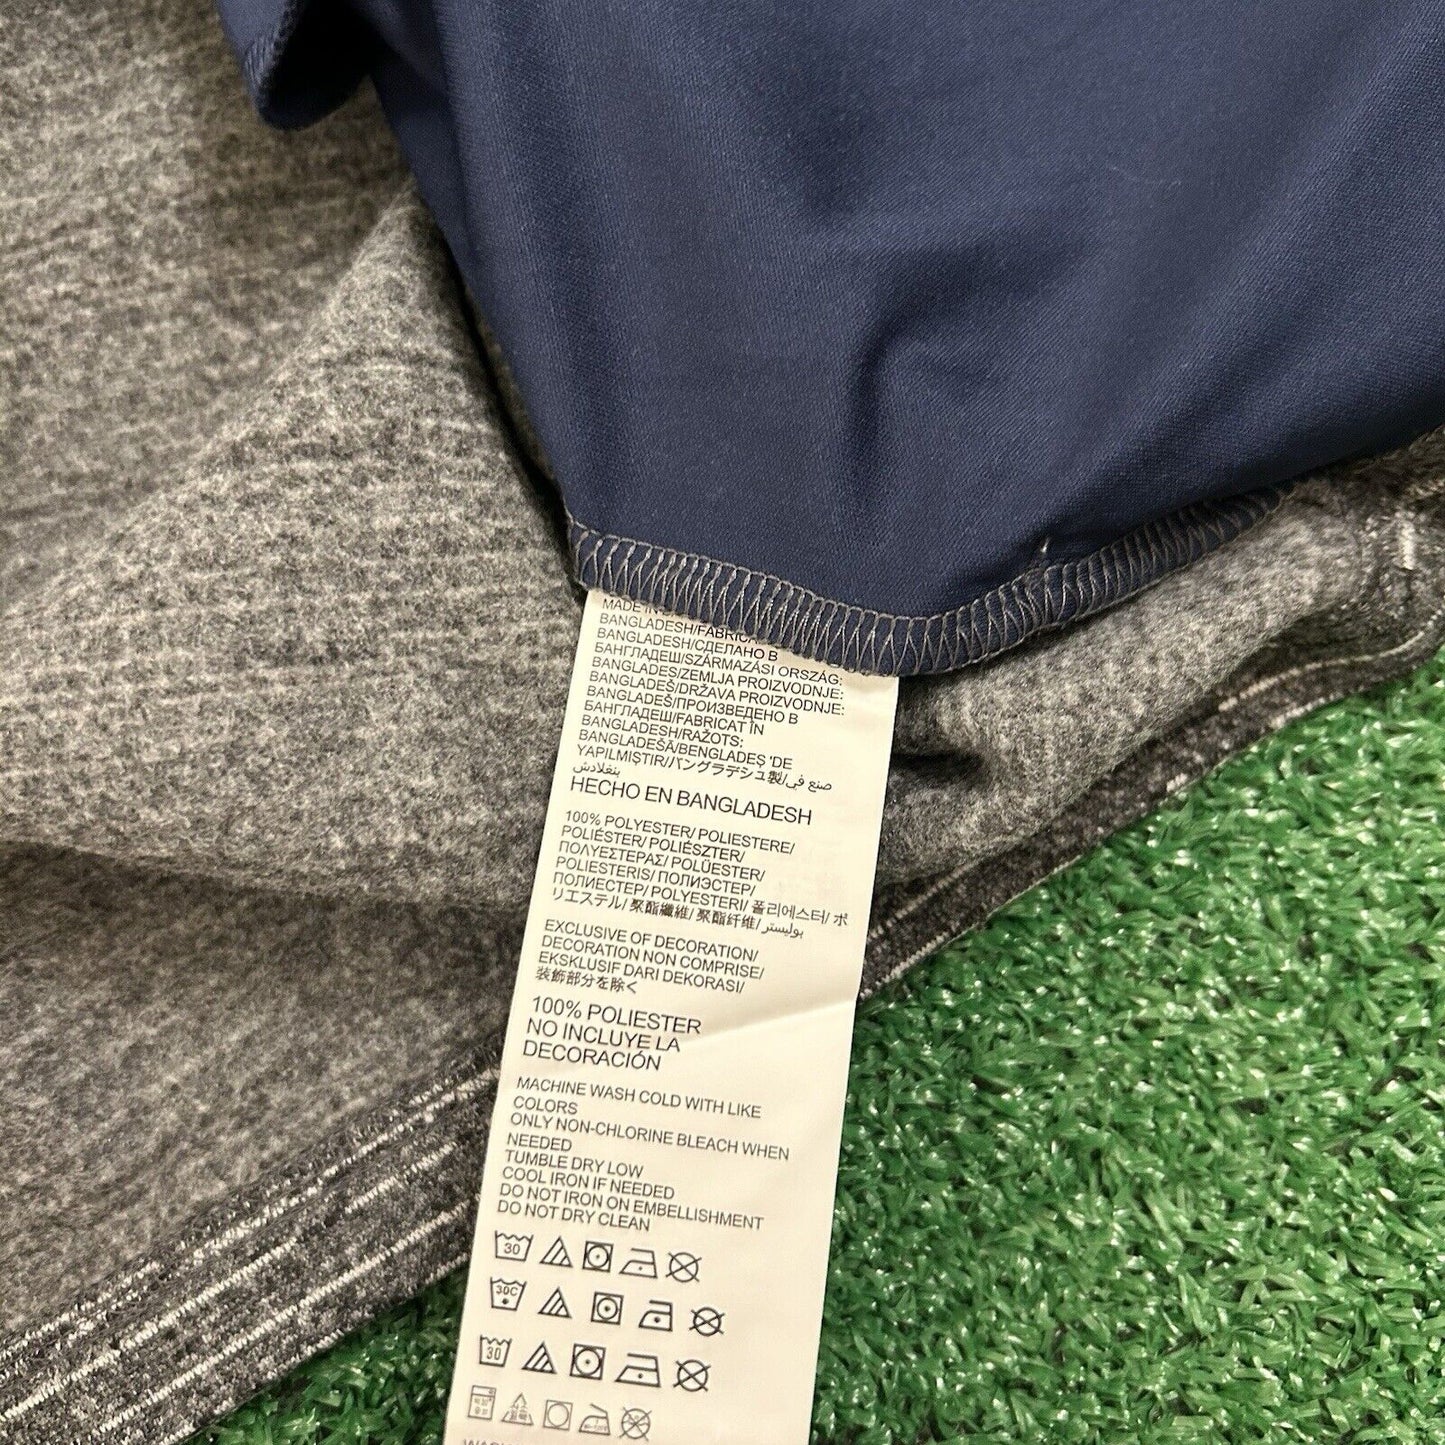 MADE IN
BANGLADESH/FABRICA
BANGLADESH/СДЕЛАНО В
БАНГЛАДЕШ/SZÁRMAZÁSI ORSZÁG:
BANGLADES/ZEMLJA PROIZVODNJE:
BANGLADEŠ/DRŽAVA PROIZVODNJE:
BANGLADEŠ/ПРОИЗВЕДЕНО В
БАНГЛАДЕШ/FABRICAT ÎN
BANGLADESH/RAŽOTS:
BANGLADEŠĀ/BENGLADEŞ 'DE
YAPILMIŞTIR/バングラデシュ製/صنع في
بنغلادش
HECHO EN BANGLADESH
100% POLYESTER/ POLIESTERE/
POLIÉSTER/ POLIÉSZTER/
ΠΟΛΥΕΣΤΕΡΑΣ/ POLÜESTER/
POLIESTERIS/ ПОЛИЭСТЕР/
ПОЛИЕСТЕР/ POLYESTERI/ 폴리에스터/ ポ
リエステル/ 聚酯纖維/ 聚酯纤维/ بوليستر
EXCLUSIVE OF DECORATION/
DECORATION NON COMPRISE/
EKSKLUSIF DARI DEKORASI/
装飾部分を除く
100% POLIESTER
NO INCLUYE LA
DECORACIÓN
MACHINE WASH COLD WITH LIKE
COLORS
ONLY NON-CHLORINE BLEACH WHEN
NEEDED
TUMBLE DRY LOW
COOL IRON IF NEEDED
DO NOT IRON ON EMBELLISHMENT
DO NOT DRY CLEAN
30
30C
30